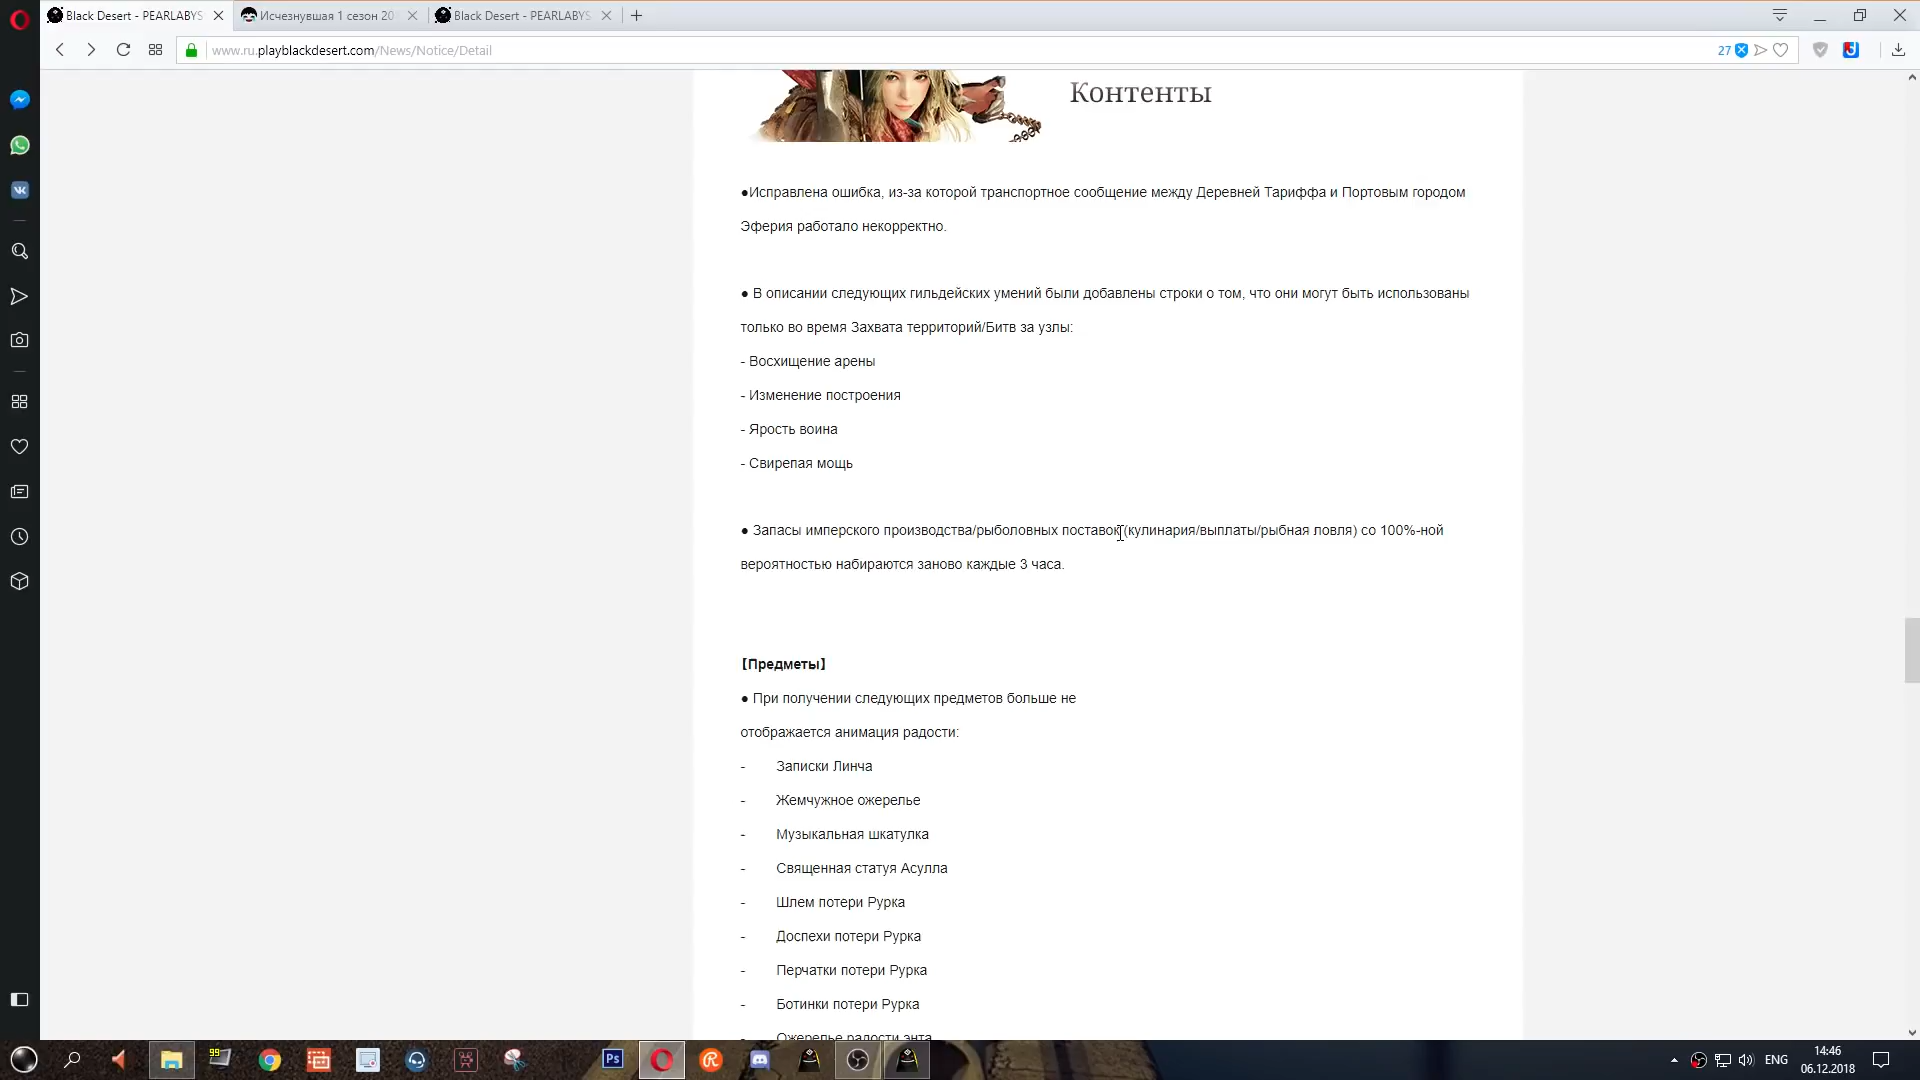 Black Desert - PEARLABYS
Исчезнувшая 1 сезон 20
Black Desert - PEARLABYS
www.ru.playblackdesert.com/News/Notice/Detail
27
Контенты
●Исправлена ошибка, из-за которой транспортное сообщение между Деревней Тариффа и Портовым городом
Эферия работало некорректно.
● В описании следующих гильдейских умений были добавлены строки о том, что они могут быть использованы
только во время Захвата территорий/Битв за узлы:
- Восхищение арены
- Изменение построения
- Ярость воина
- Свирепая мощь
● Запасы имперского производства/рыболовных поставок (кулинария/выплаты/рыбная ловля) со 100%-ной
вероятностью набираются заново каждые 3 часа.
【Предметы】
● При получении следующих предметов больше не
отображается анимация радости:
- Записки Линча
- Жемчужное ожерелье
- Музыкальная шкатулка
- Священная статуя Асулла
- Шлем потери Рурка
- Доспехи потери Рурка
- Перчатки потери Рурка
- Ботинки потери Рурка
- Ожерелье радости энта
99
Ps
ENG
14:46
06.12.2018